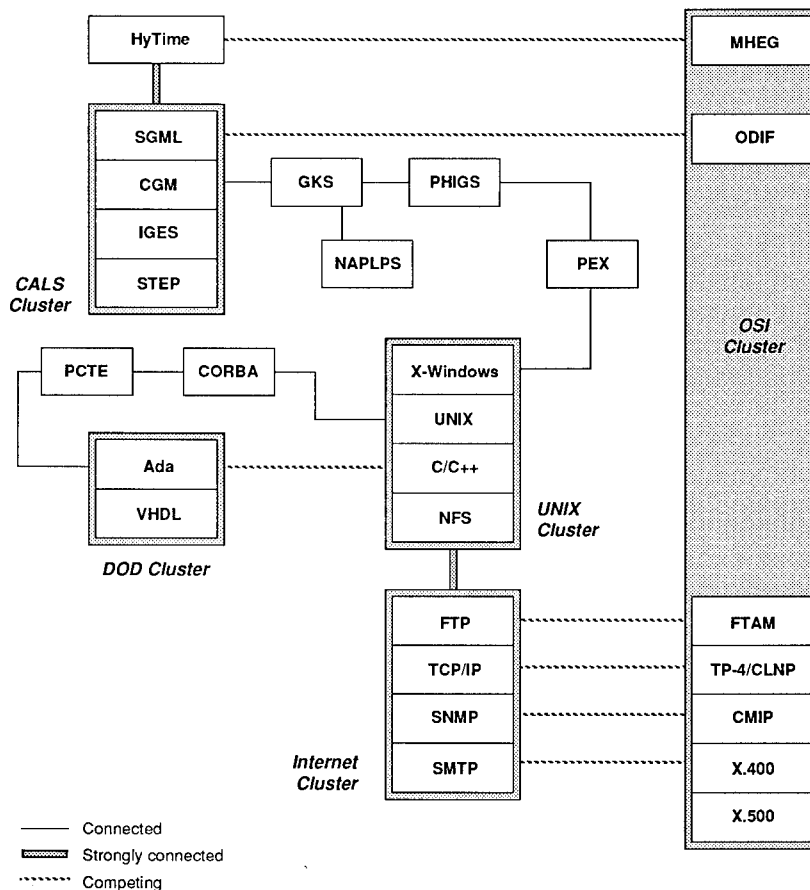 HyTime
MHEG
SGML
ODIF
CGM
GKS
PHIGS
IGES
NAPLPS
PEX
STEP
CALS
Cluster
OSI
Cluster
PCTE
CORBA
X-Windows
UNIX
Ada
C/C++
VHDL
NFS
UNIX
Cluster
DOD Cluster
FTP
FTAM
TCP/IP
TP-4/CLNP
SNMP
CMIP
Internet
Cluster
SMTP
X.400
X.500
Connected
Strongly connected
Competing